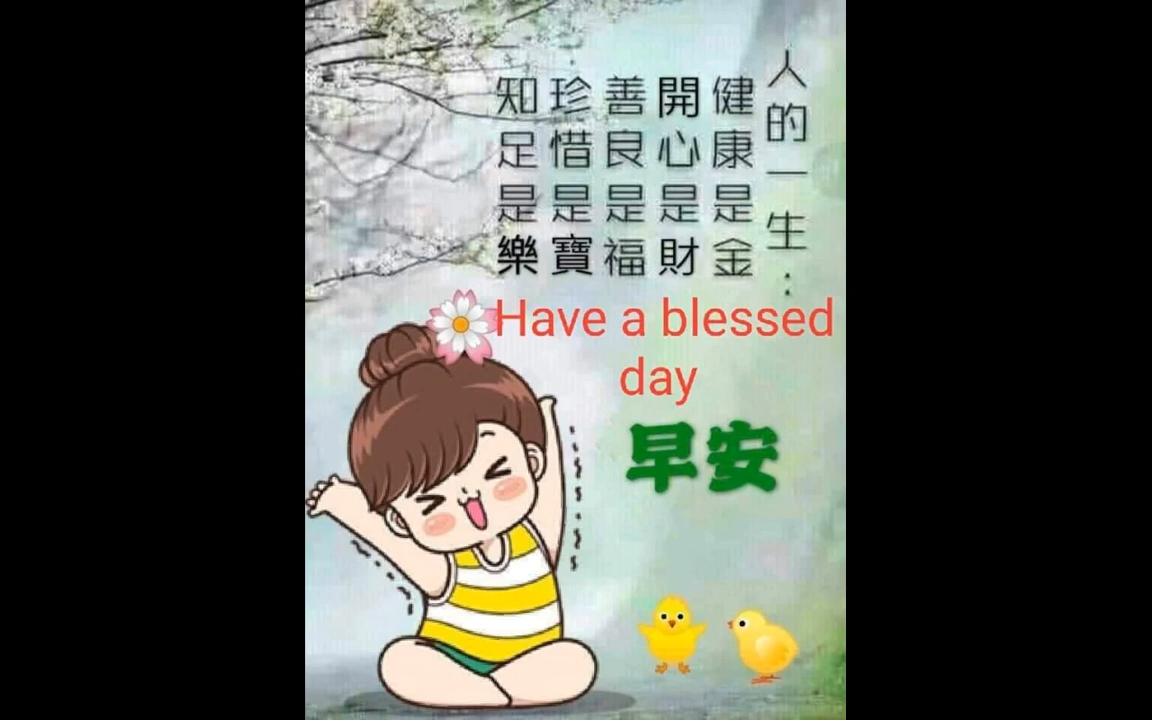 人的一生:
健康是金
開心是財
善良是福
珍惜是寶
知足是樂
Have a blessed
day
早安